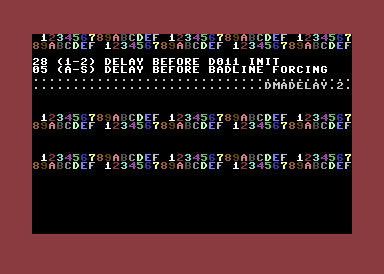 123456789ABCDEF 123456789ABCDEF 1234567
89ABCDEF 123456789ABCDEF 123456789ABCDEF
28 (1-2) DELAY BEFORE D011 INIT
05 (A-S) DELAY BEFORE BADLINE FORCING
........................................
.............................DMADELAY.2.
123456789ABCDEF 123456789ABCDEF 1234567
89ABCDEF 123456789ABCDEF 123456789ABCDEF
123456789ABCDEF 123456789ABCDEF 1234567
89ABCDEF 123456789ABCDEF 123456789ABCDEF